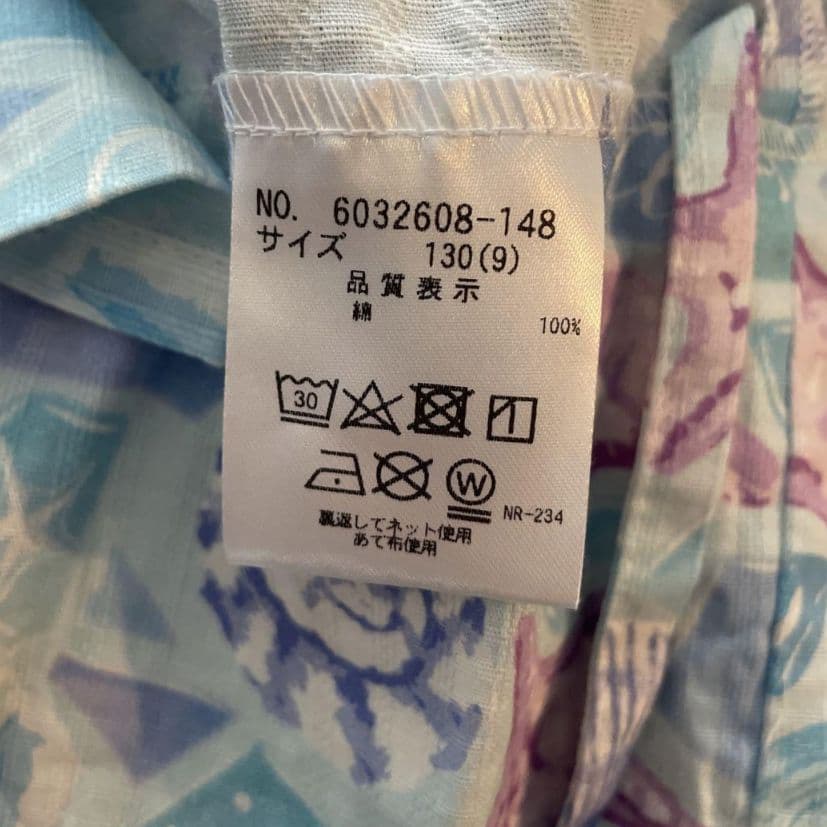 NO. 6032608-148
サイズ 130(9)
品質表示
綿 100%
30
W NR-234
裏返してネット使用
あて布使用